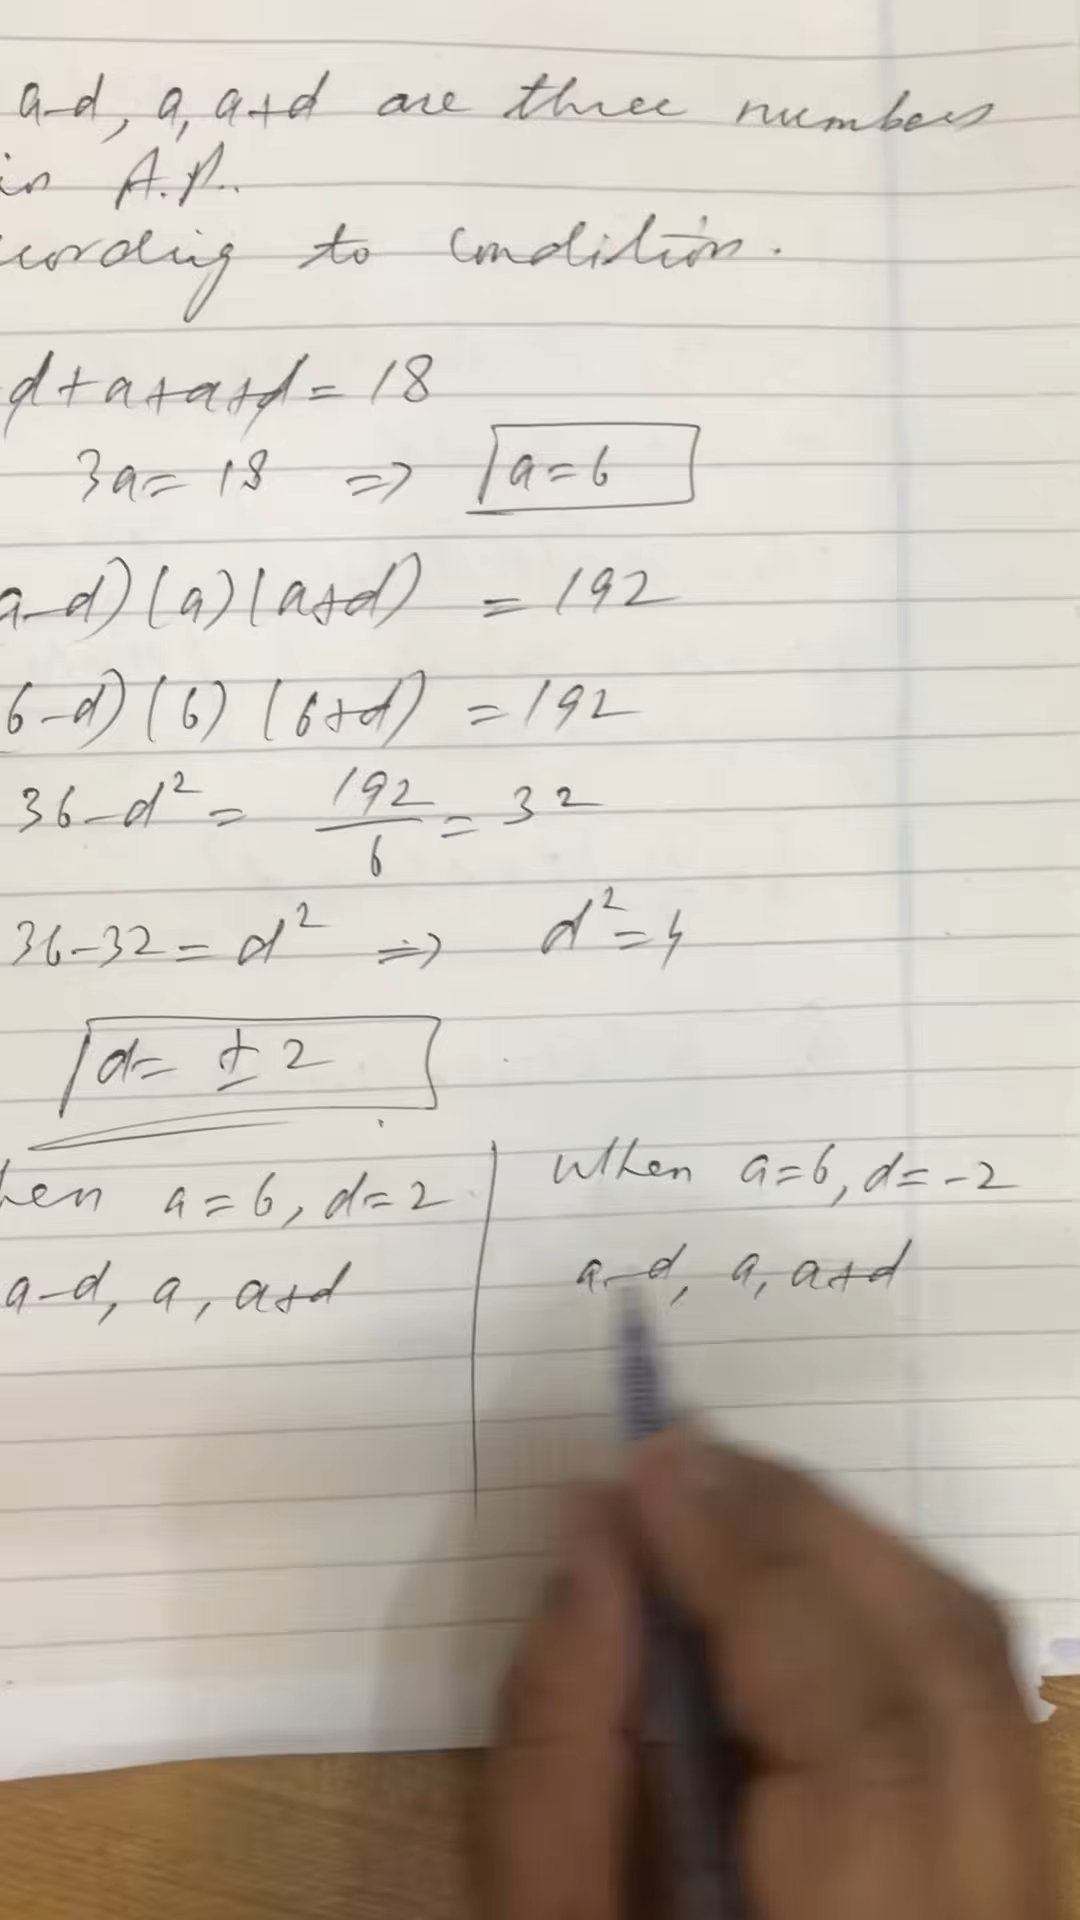 a-d, a, a+d are three numbers
in A.P..
cording to condition.
d+a+a+d=18
3a=18 => a=6
a-d)(a)(a+d) =192
6-d)(6)(6+d) =192
36-d²= 192/6 = 32
36-32=d² => d²=4
d= ±2
hen a=6, d=2
a-d, a, a+d
When a=6, d=-2
a-d, a, a+d